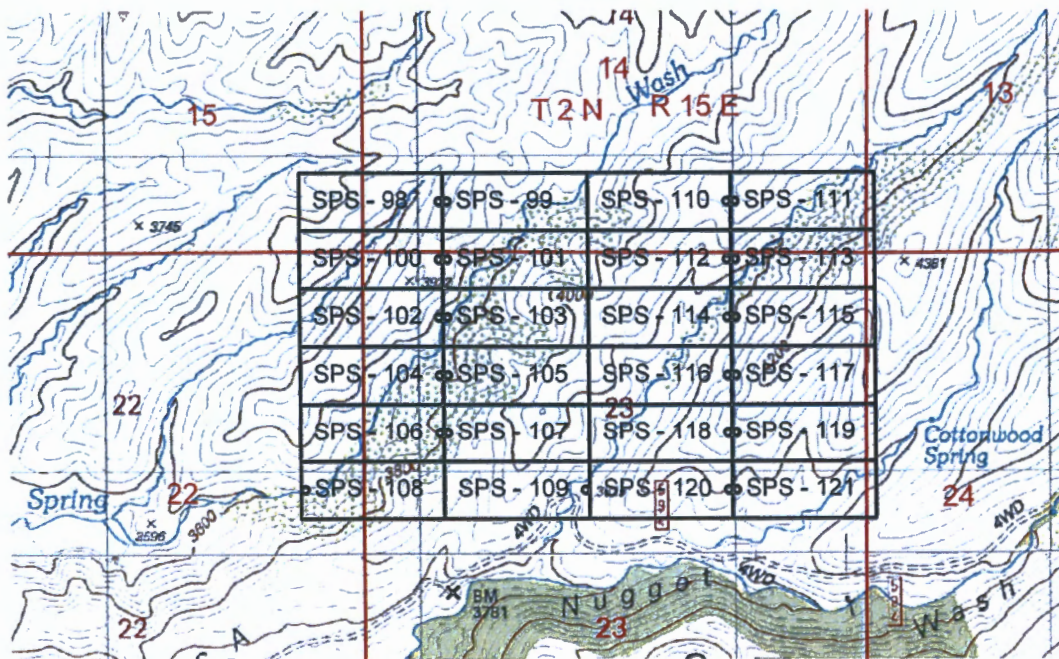 14
Wash
14
15
T 2 N R 15 E
13
SPS - 98 SPS - 99 SPS - 110 SPS - 111
3745
SPS - 100 SPS - 101 SPS - 112 SPS - 113
4381
4000
SPS - 102 SPS - 103 SPS - 114 SPS - 115
SPS - 104 SPS - 105 SPS - 116 SPS - 117
22
23
SPS - 106 SPS - 107 SPS - 118 SPS - 119
Cottonwood
Spring
3800
SPS - 108 SPS - 109 SPS - 120 SPS - 121
Spring
22
24
3596
3800
4WD
4WD
4WD
BM
3781
Nugget Wash
22
23